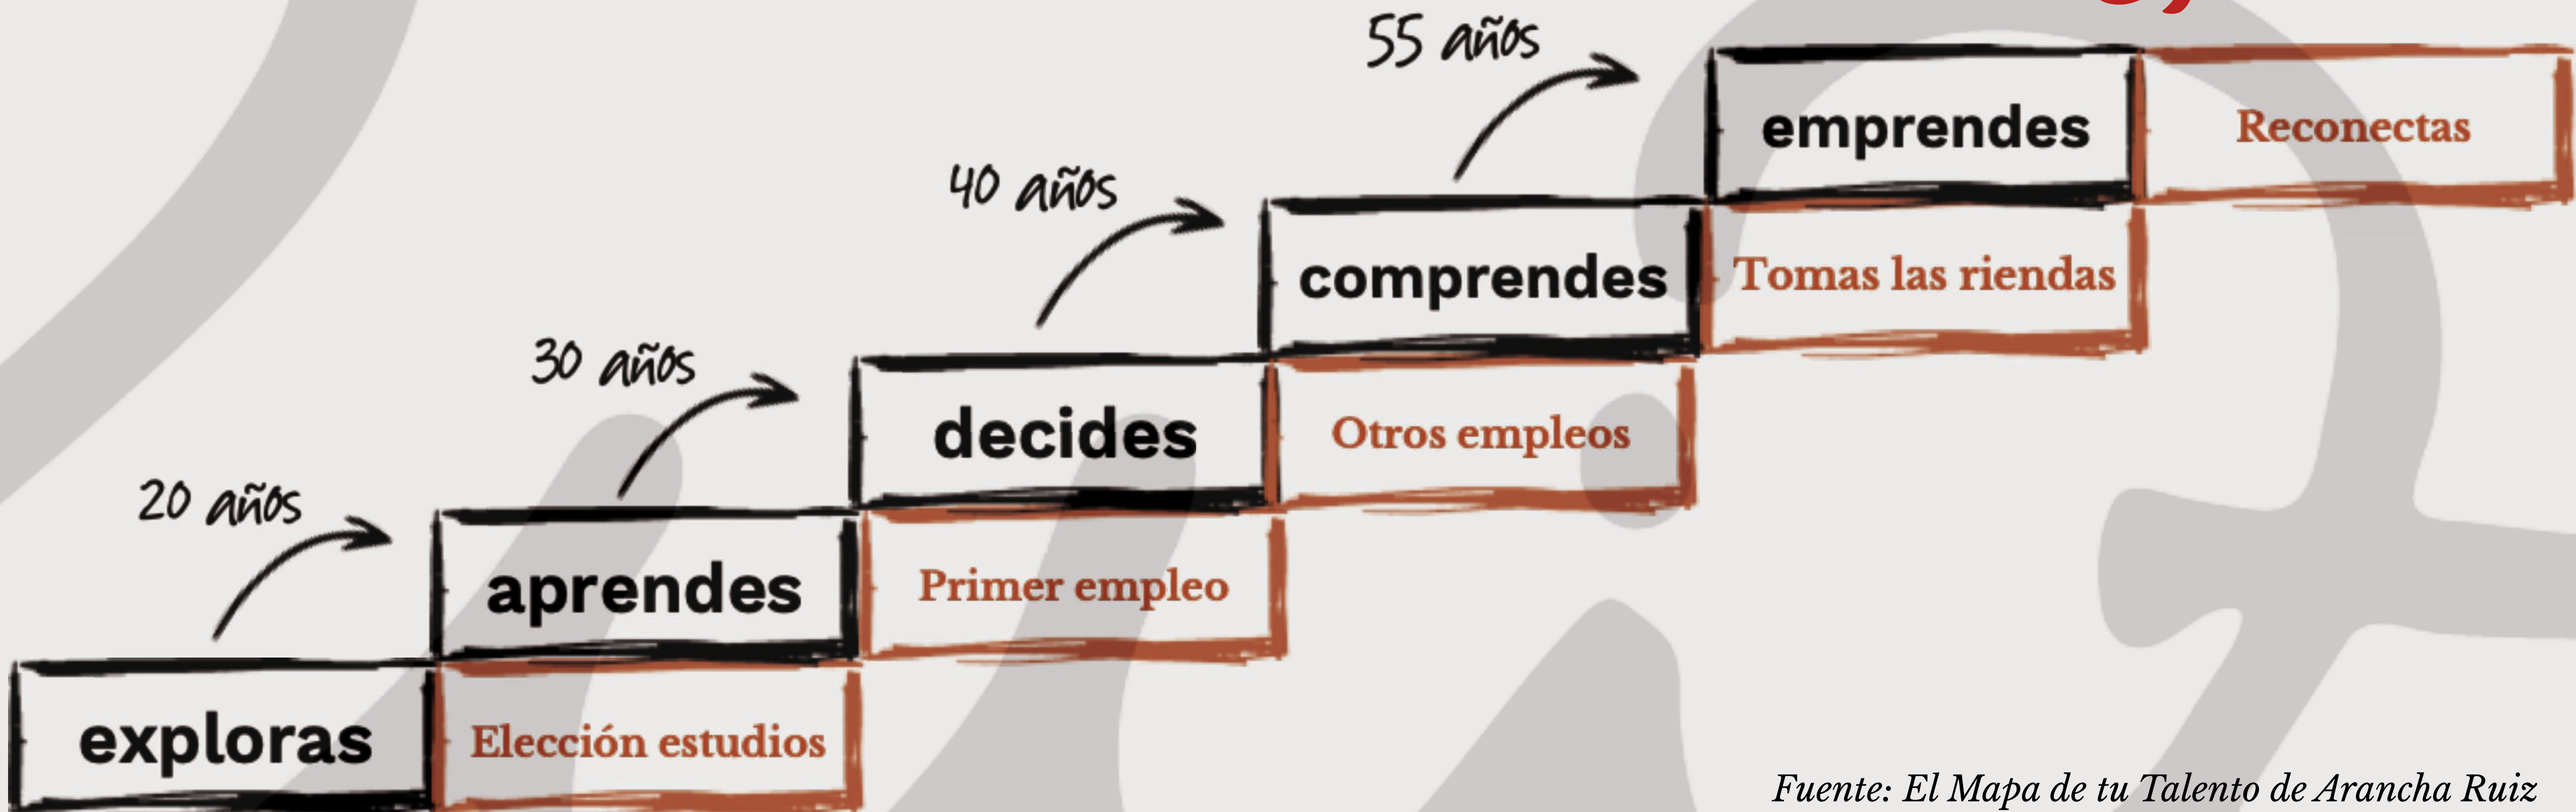 55 años
emprendes
Reconectas
40 años
comprendes
Tomas las riendas
30 años
decides
Otros empleos
20 años
aprendes
Primer empleo
exploras
Elección estudios
Fuente: El Mapa de tu Talento de Arancha Ruiz